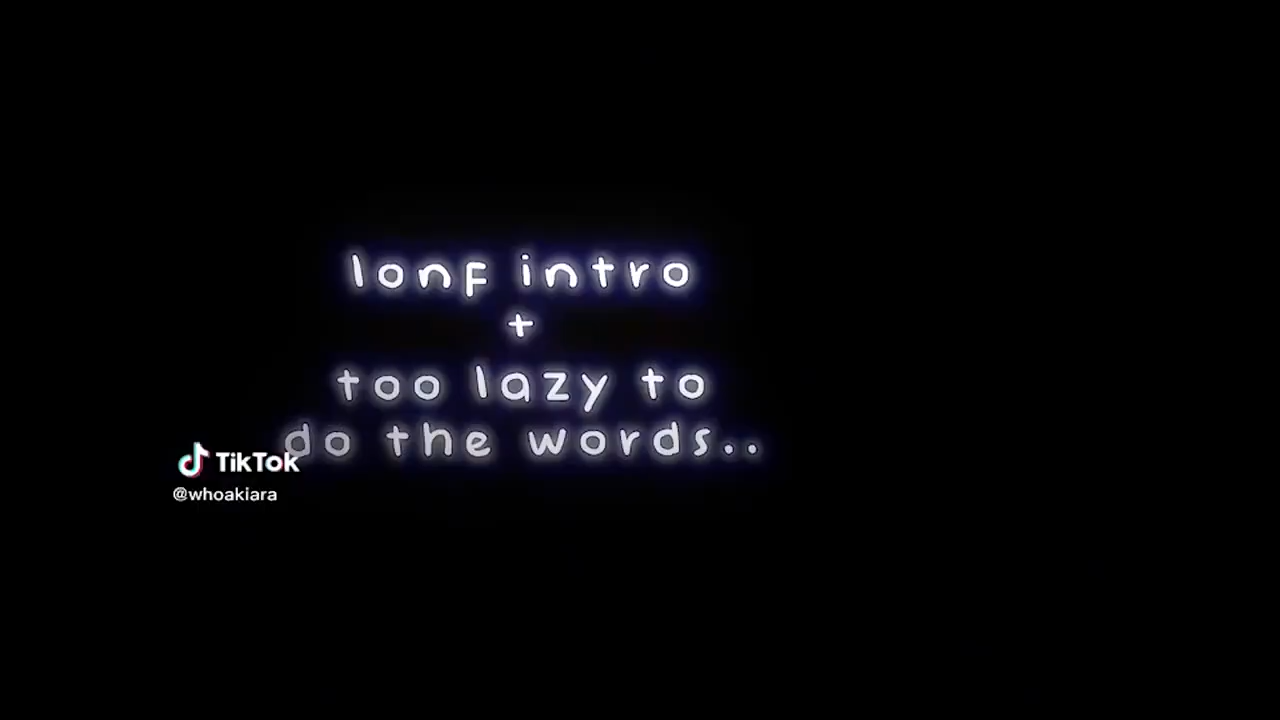 lonf intro
+
too lazy to
do the words..
TikTok
@whoakiara